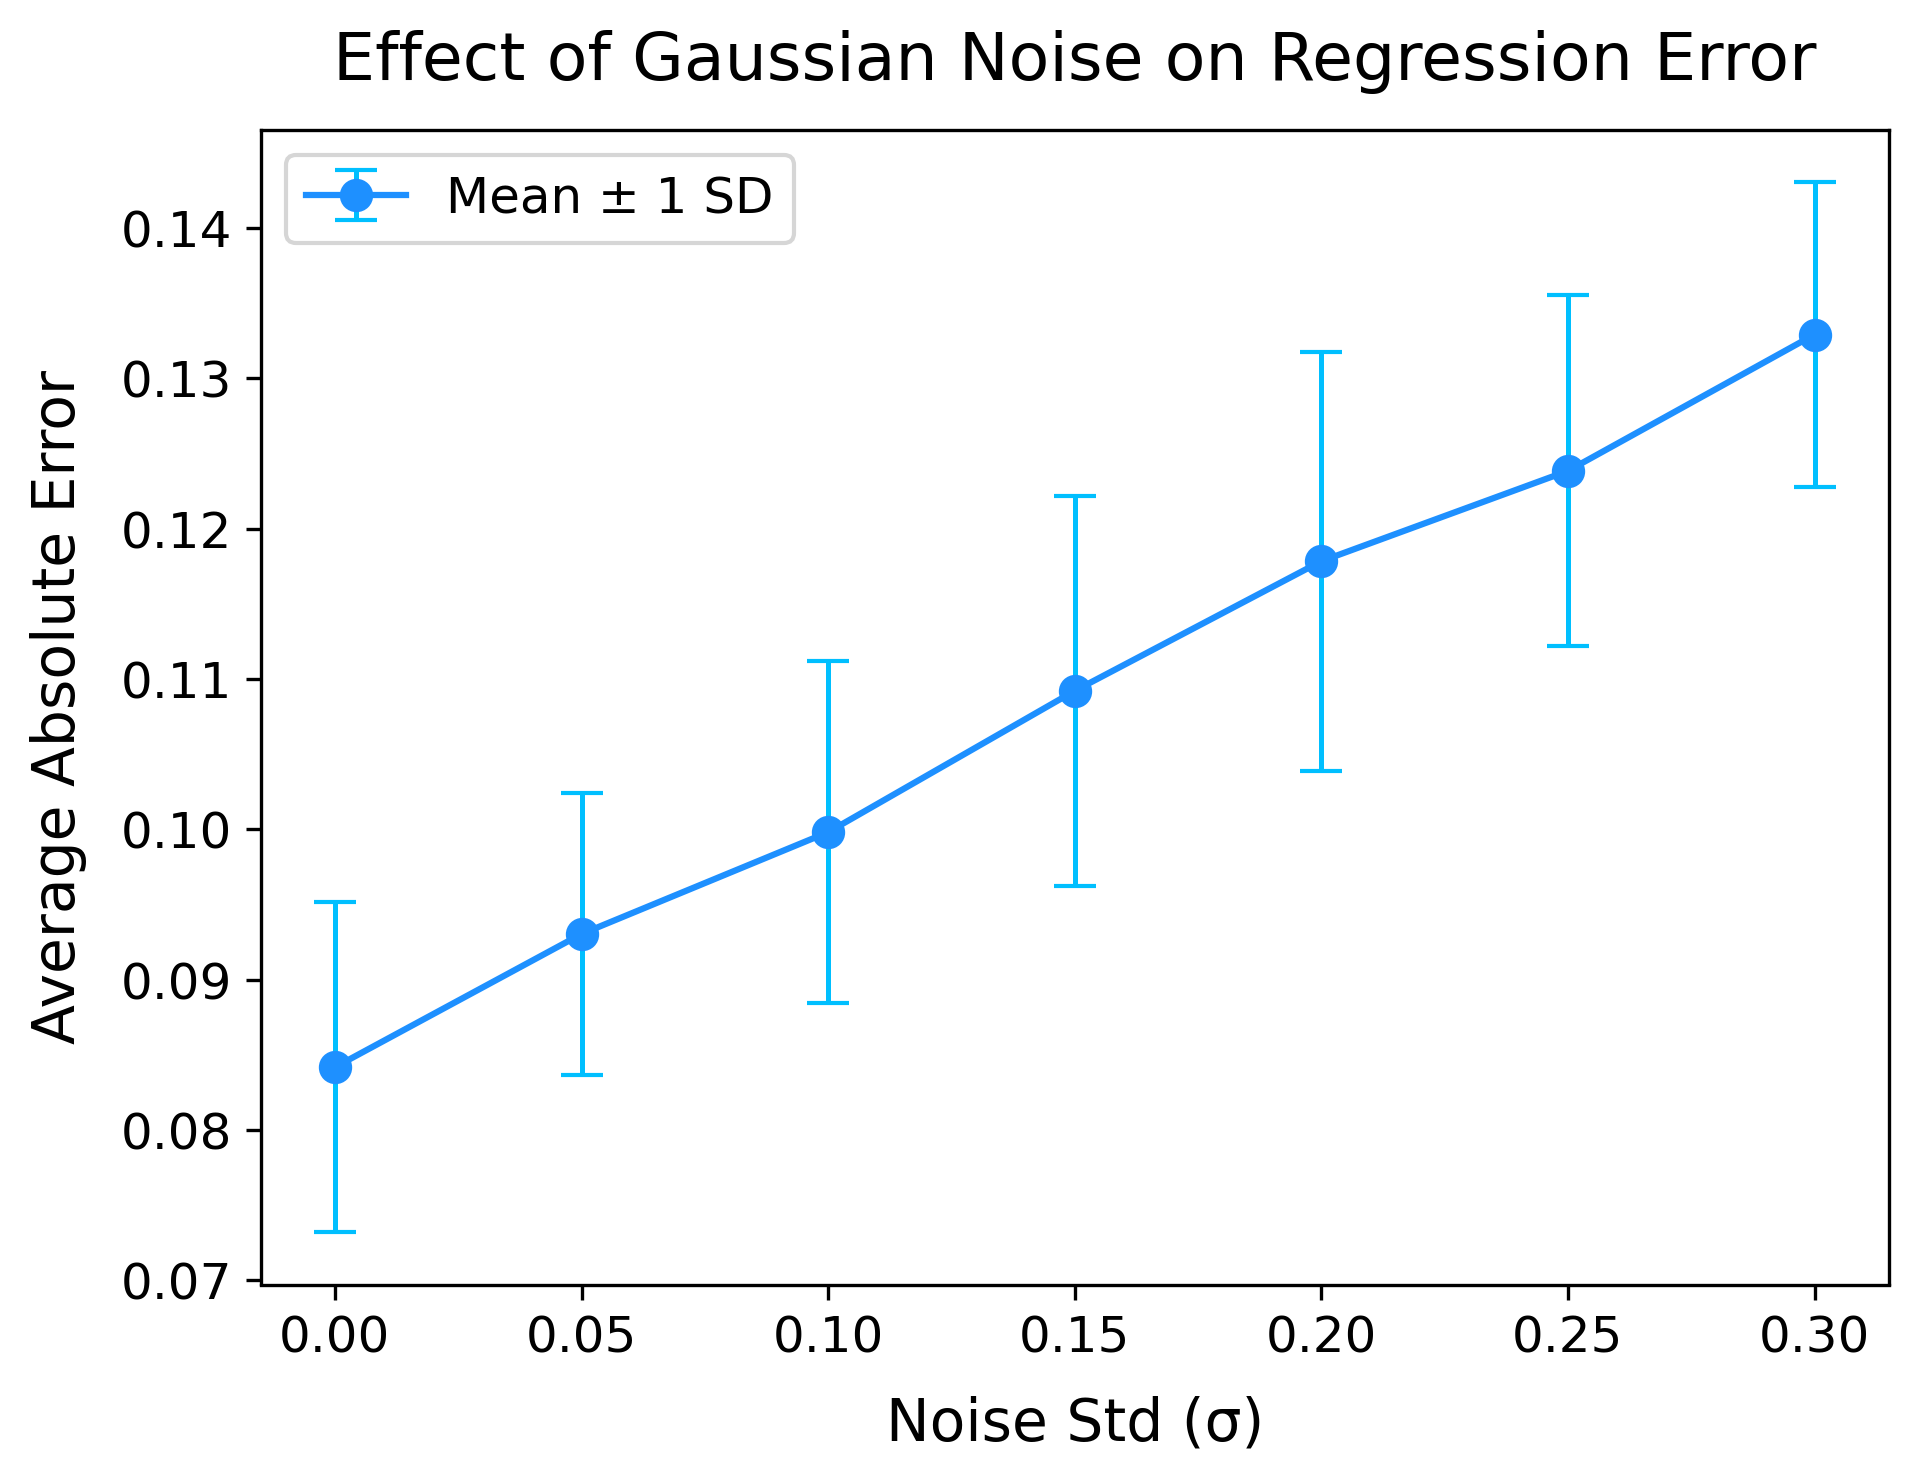 Effect of Gaussian Noise on Regression Error
Mean ± 1 SD
Average Absolute Error
0.14
0.13
0.12
0.11
0.10
0.09
0.08
0.07
0.00 0.05 0.10 0.15 0.20 0.25 0.30
Noise Std (σ)